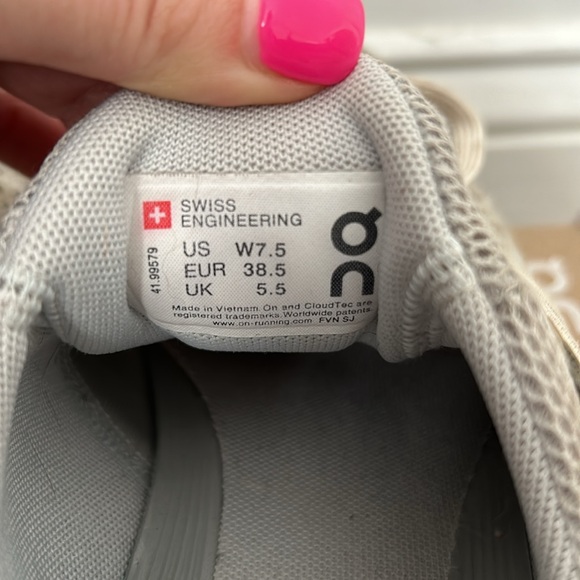 SWISS
ENGINEERING
US W7.5
EUR 38.5
UK 5.5
41.99579
Made in Vietnam. On and CloudTec are
registered trademarks. Worldwide patents.
www.on-running.com FVN SJ